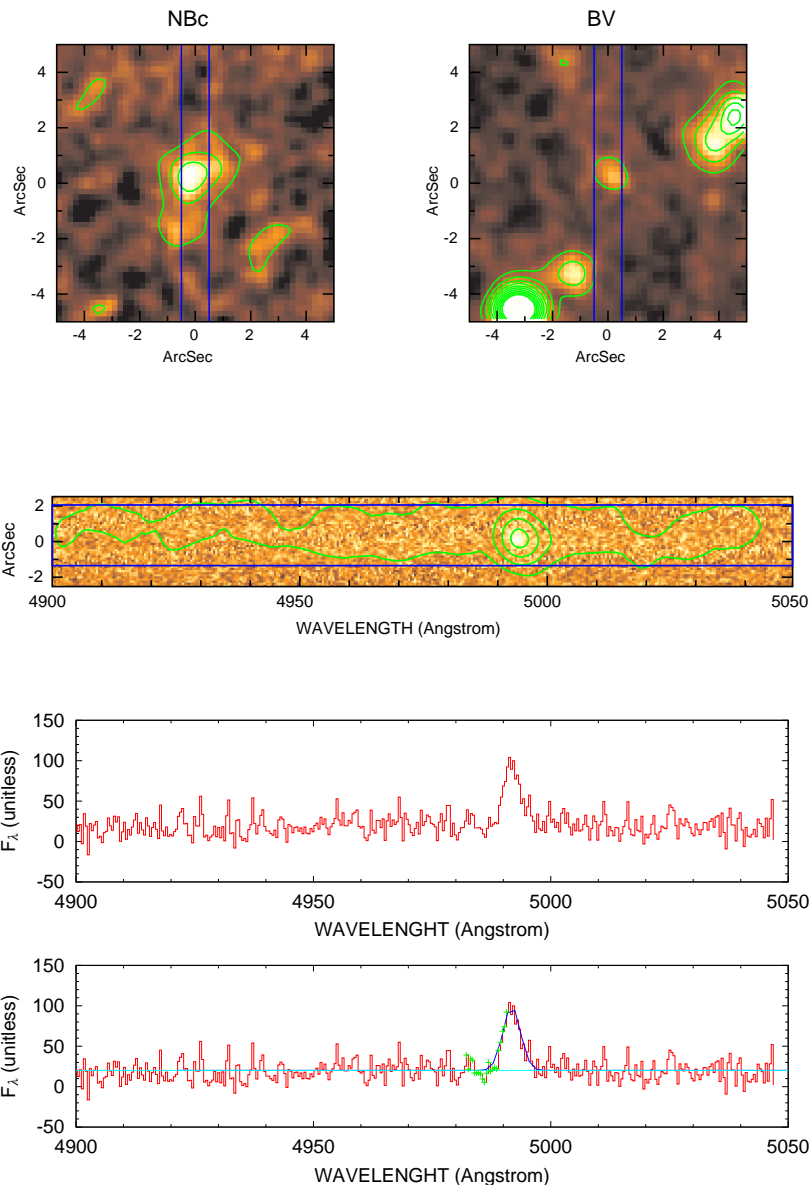 NBc BV
4 4
2 2
0 0
-2 -2
-4 -4
ArcSec ArcSec
-4 -2 0 2 4 -4 -2 0 2 4
ArcSec ArcSec
2
0
-2
ArcSec
4900 4950 5000 5050
WAVELENGTH (Angstrom)
150
100
50
0
-50
Fλ (unitless)
4900 4950 5000 5050
WAVELENGHT (Angstrom)
150
100
50
0
-50
Fλ (unitless)
4900 4950 5000 5050
WAVELENGHT (Angstrom)